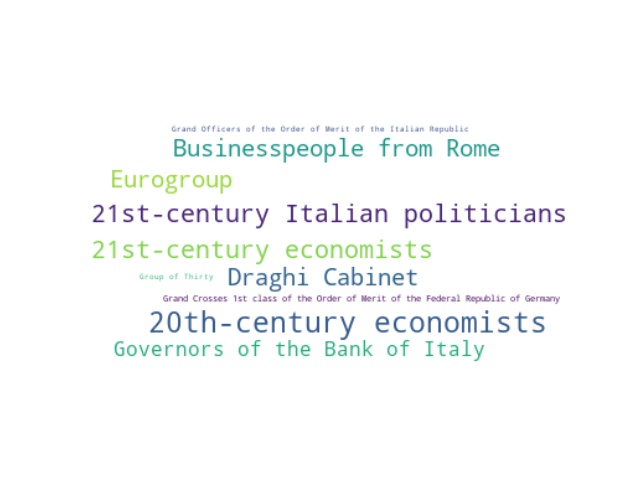 Grand Officers of the Order of Merit of the Italian Republic
Businesspeople from Rome
Eurogroup
21st-century Italian politicians
21st-century economists
Group of Thirty Draghi Cabinet
Grand Crosses 1st class of the Order of Merit of the Federal Republic of Germany
20th-century economists
Governors of the Bank of Italy